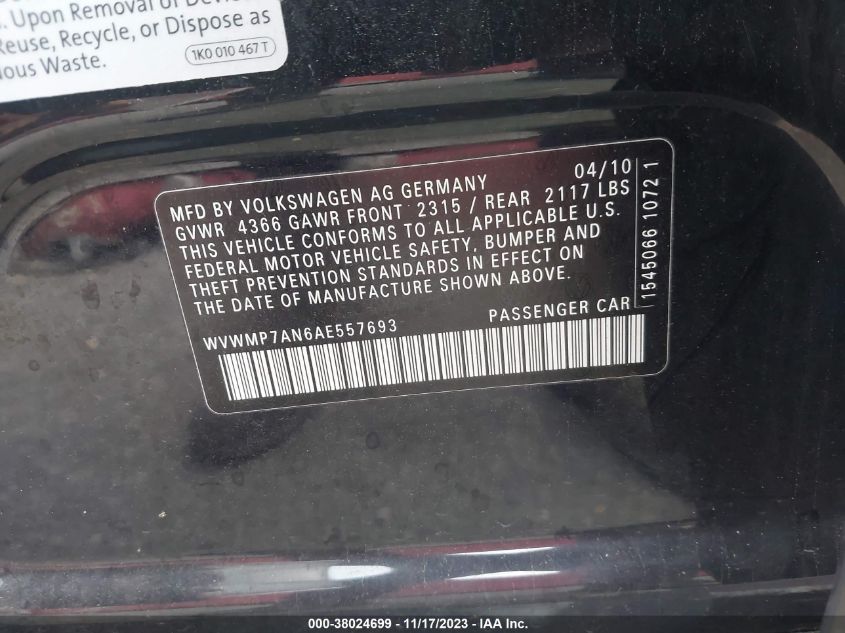 . Upon Removal of
Reuse, Recycle, or Dispose as
ous Waste.
1K0 010 467 T
MFD BY VOLKSWAGEN AG GERMANY 04/10
GVWR 4366 GAWR FRONT 2315 / REAR 2117 LBS
THIS VEHICLE CONFORMS TO ALL APPLICABLE U.S.
FEDERAL MOTOR VEHICLE SAFETY, BUMPER AND
THEFT PREVENTION STANDARDS IN EFFECT ON
THE DATE OF MANUFACTURE SHOWN ABOVE.
WVWMP7AN6AE557693 PASSENGER CAR
1545066 1072 1
000-38024699 - 11/17/2023 - IAA Inc.